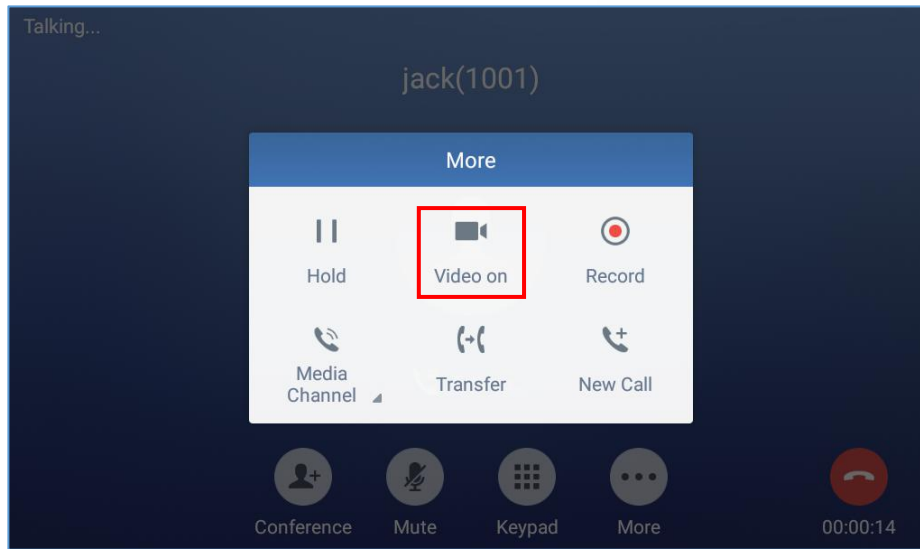 Talking...
jack(1001)
More
Hold
Video on
Record
Media
Channel
Transfer
New Call
Conference
Mute
Keypad
More
00:00:14